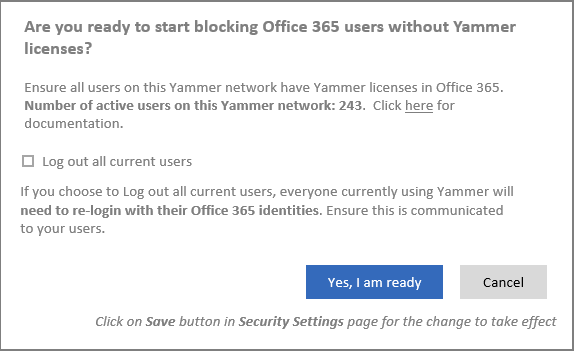 Are you ready to start blocking Office 365 users without Yammer
licenses?
Ensure all users on this Yammer network have Yammer licenses in Office 365.
Number of active users on this Yammer network: 243. Click here for
documentation.
Log out all current users
If you choose to Log out all current users, everyone currently using Yammer will
need to re-login with their Office 365 identities. Ensure this is communicated
to your users.
Yes, I am ready
Cancel
Click on Save button in Security Settings page for the change to take effect